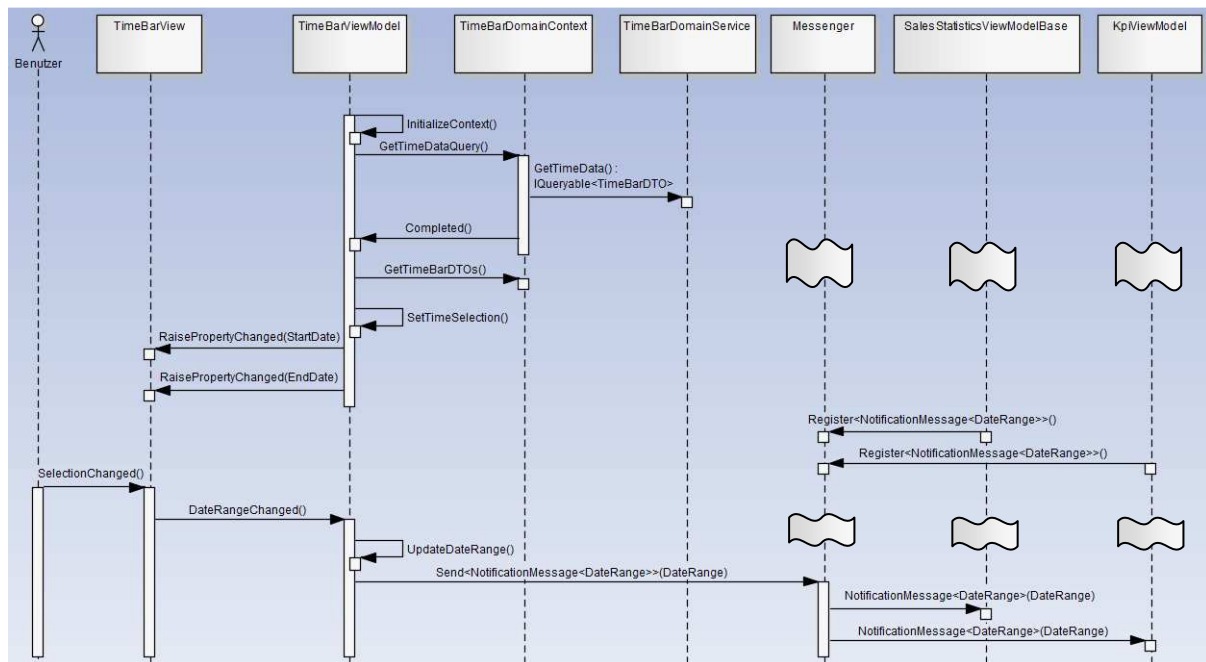 TimeBarView
TimeBarViewModel
TimeBarDomainContext
TimeBarDomainService
Messenger
SalesStatisticsViewModelBase
KpiViewModel
Benutzer
InitializeContext()
GetTimeDataQuery()
GetTimeData() :
IQueryable<TimeBarDTO>
Completed()
GetTimeBarDTOs()
SetTimeSelection()
RaisePropertyChanged(StartDate)
RaisePropertyChanged(EndDate)
Register<NotificationMessage<DateRange>>()
Register<NotificationMessage<DateRange>>()
SelectionChanged()
DateRangeChanged()
UpdateDateRange()
Send<NotificationMessage<DateRange>>(DateRange)
NotificationMessage<DateRange>(DateRange)
NotificationMessage<DateRange>(DateRange)